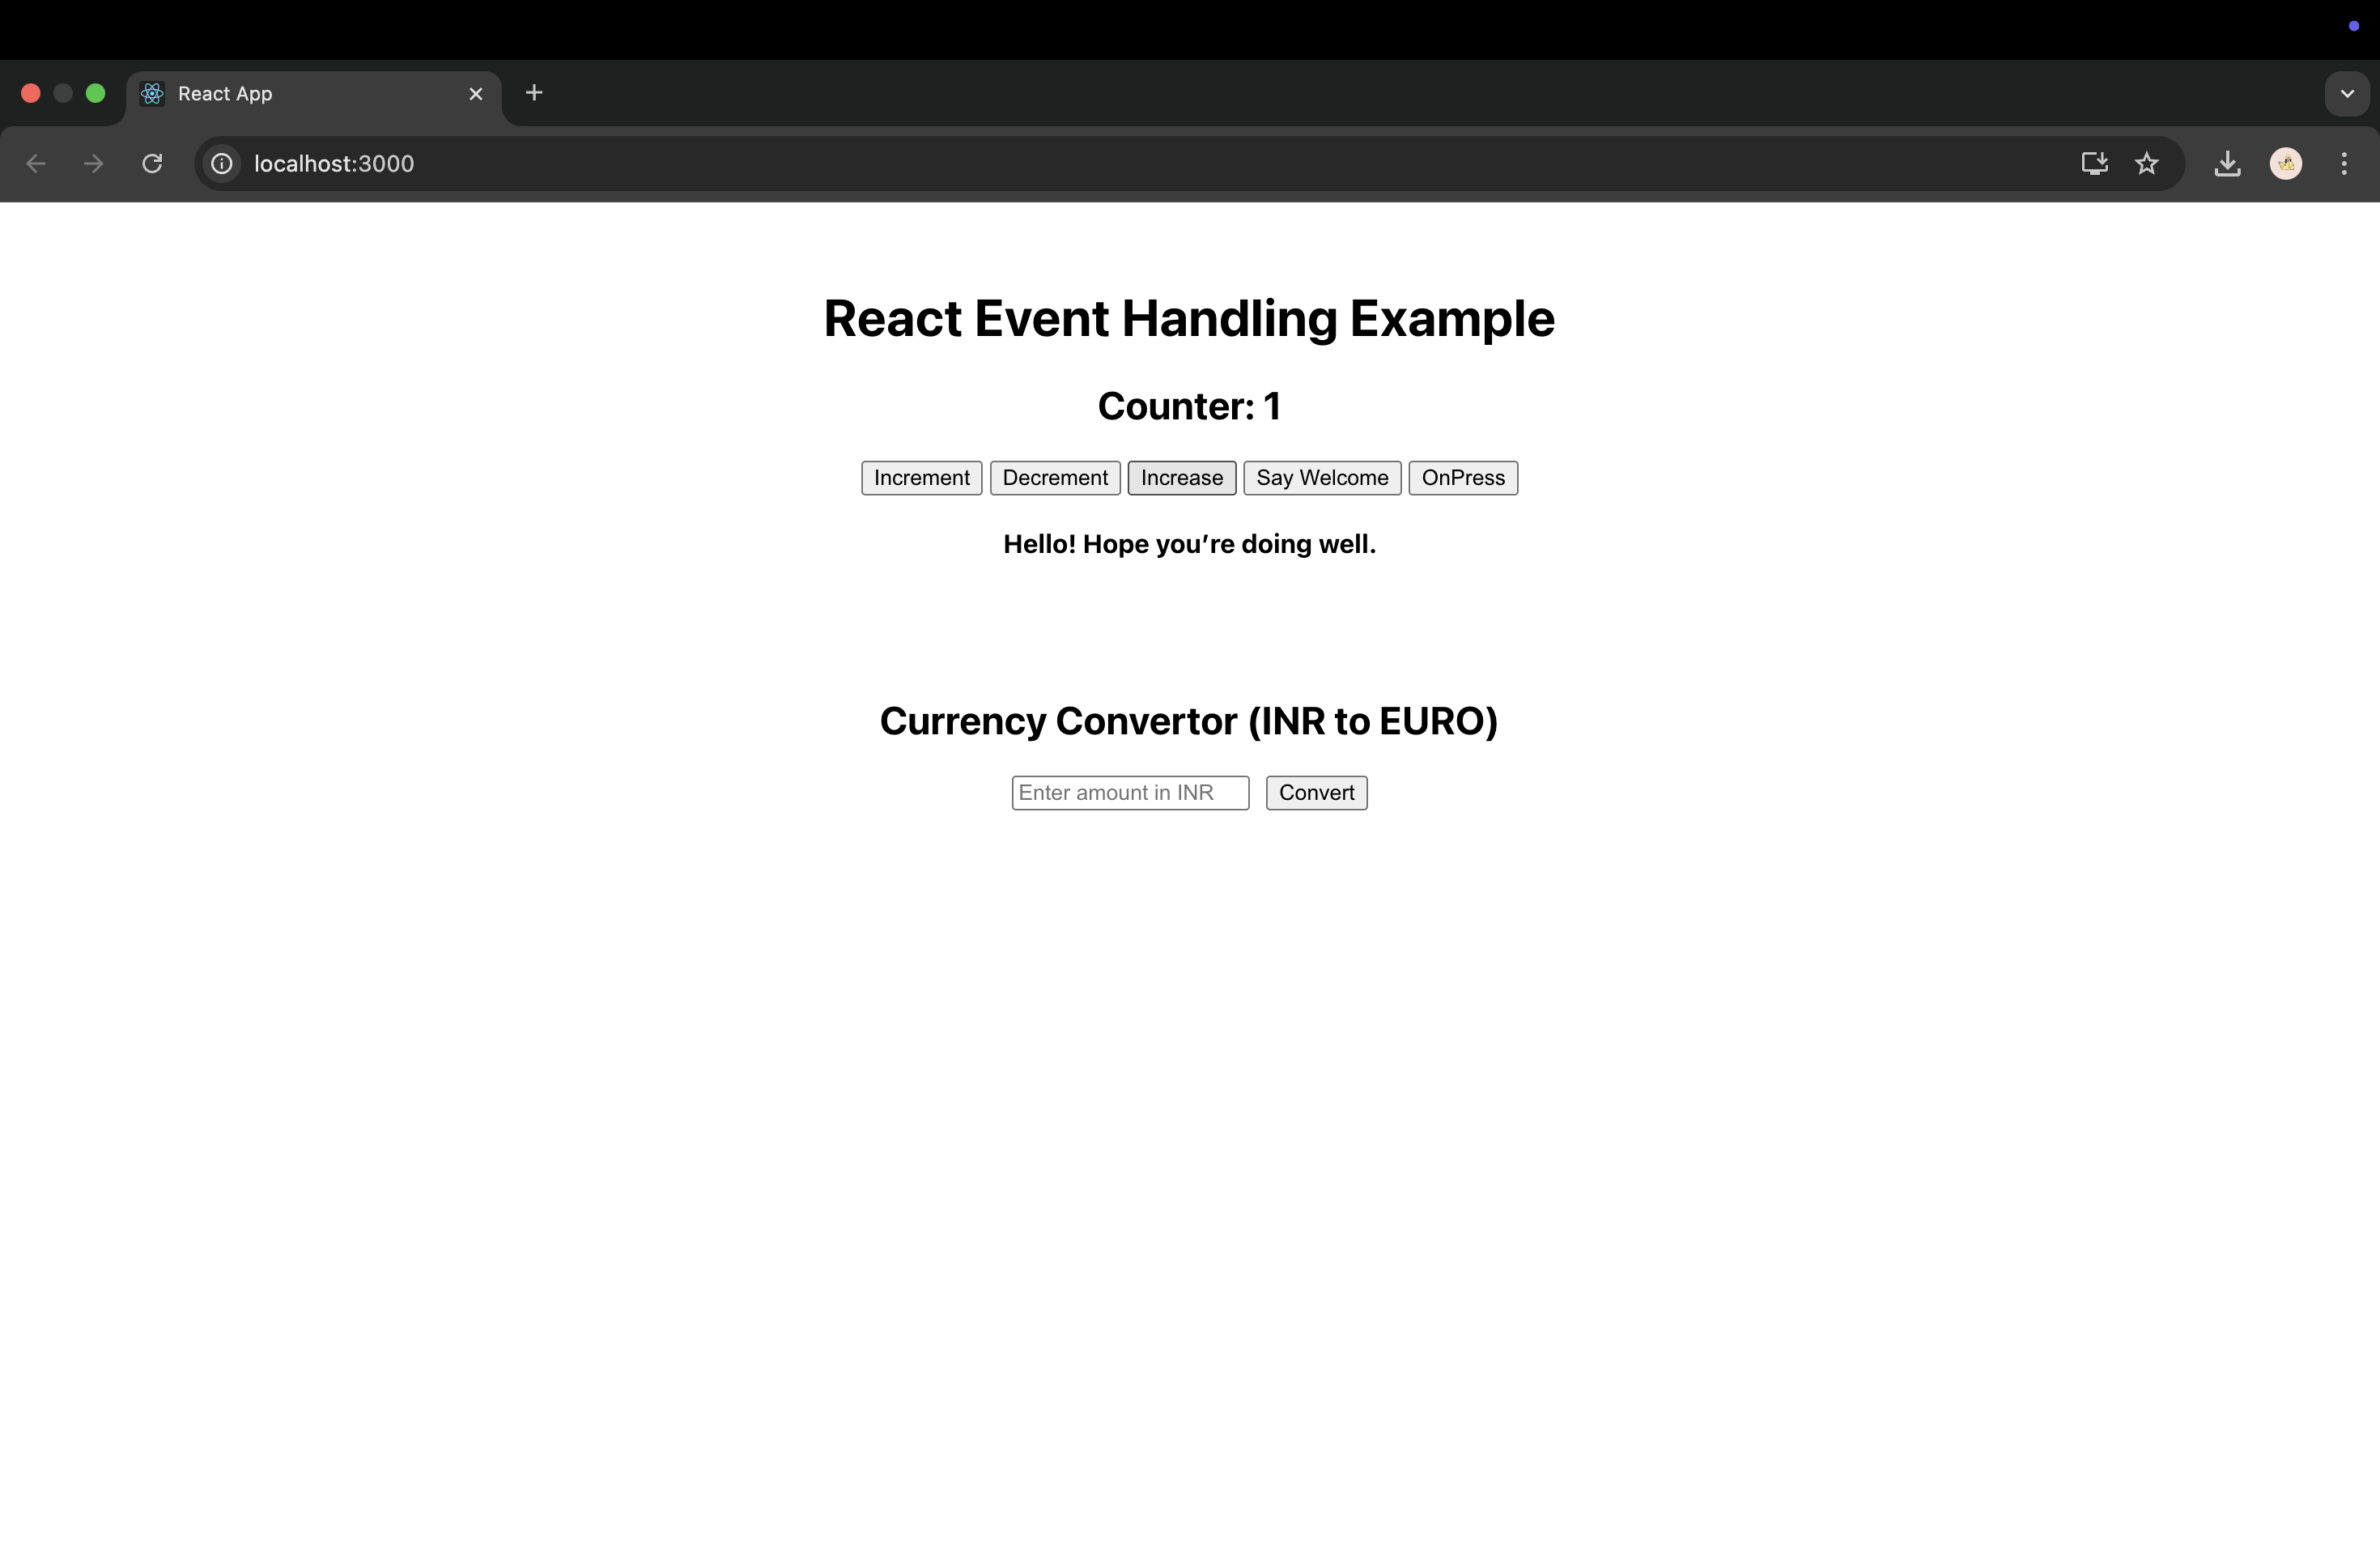 React App
localhost:3000
React Event Handling Example
Counter: 1
Increment Decrement Increase Say Welcome OnPress
Hello! Hope you’re doing well.
Currency Convertor (INR to EURO)
Enter amount in INR Convert